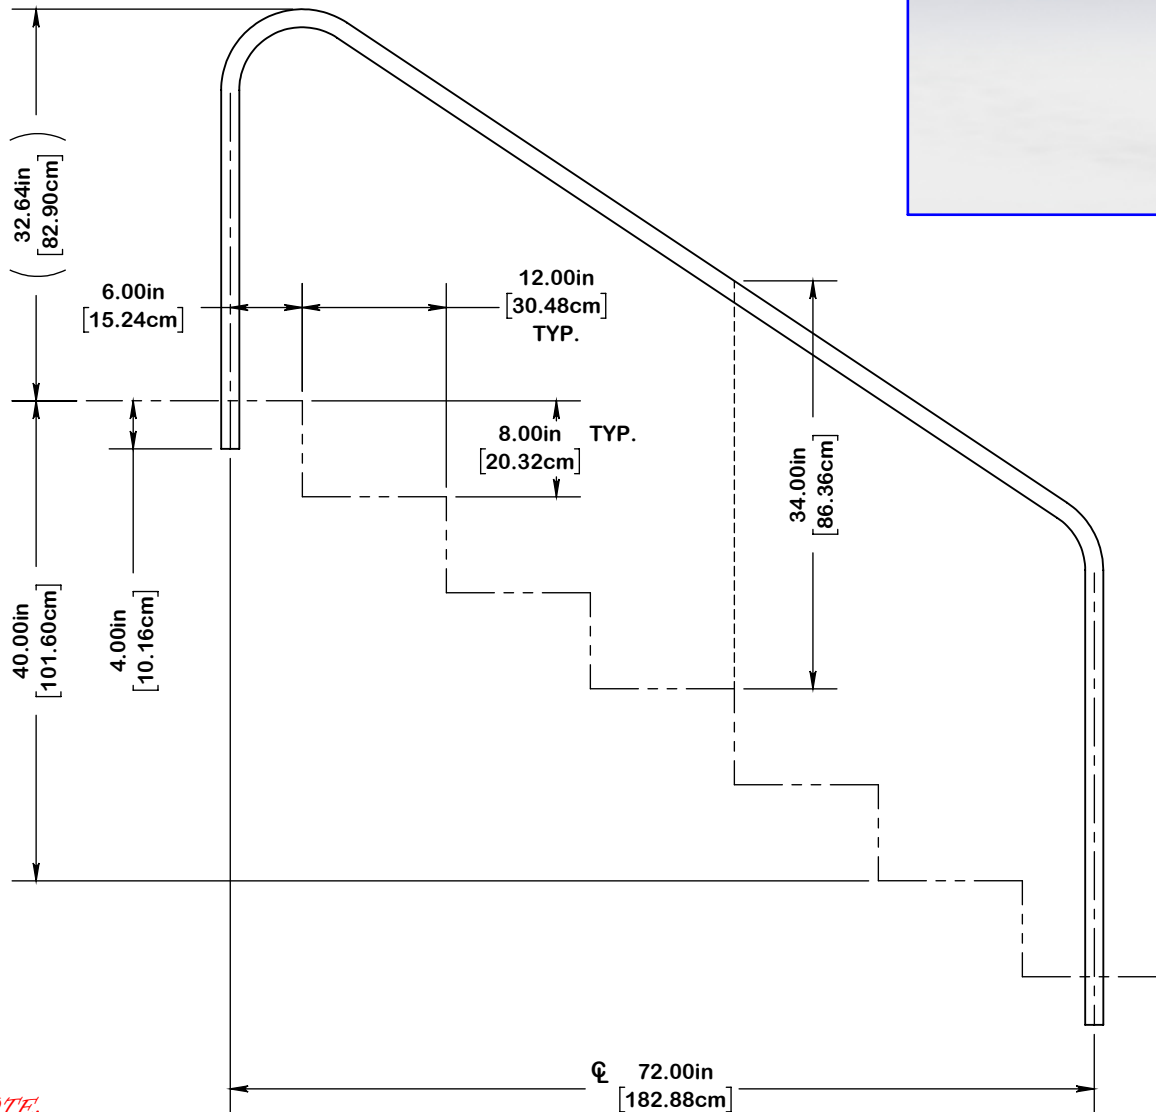 32.64in
[82.90cm]
6.00in
[15.24cm]
12.00in
[30.48cm]
TYP.
8.00in TYP.
[20.32cm]
34.00in
[86.36cm]
40.00in
[101.60cm]
4.00in
[10.16cm]
℄ 72.00in
[182.88cm]